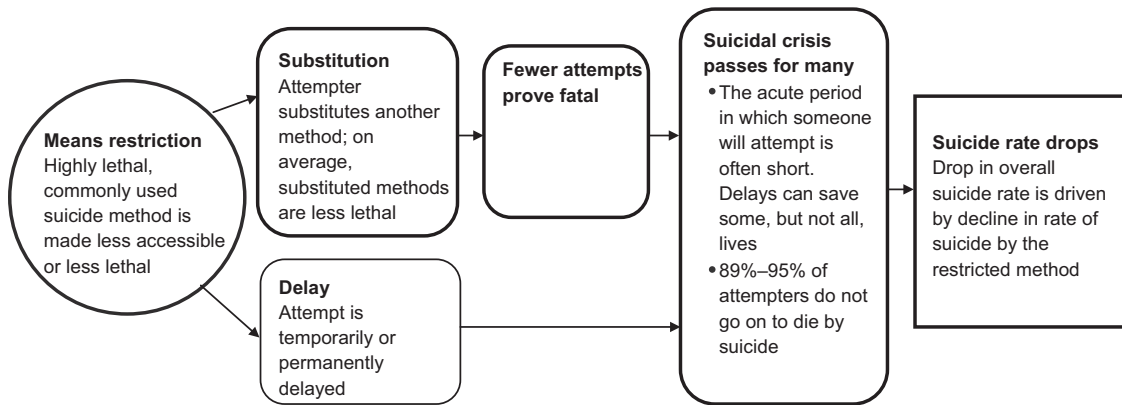 Means restriction
Highly lethal,
commonly used
suicide method is
made less accessible
or less lethal
Substitution
Attempter
substitutes another
method; on
average,
substituted methods
are less lethal
Delay
Attempt is
temporarily or
permanently
delayed
Fewer attempts
prove fatal
Suicidal crisis
passes for many
•The acute period
in which someone
will attempt is
often short.
Delays can save
some, but not all,
lives
•89%–95% of
attempters do not
go on to die by
suicide
Suicide rate drops
Drop in overall
suicide rate is driven
by decline in rate of
suicide by the
restricted method